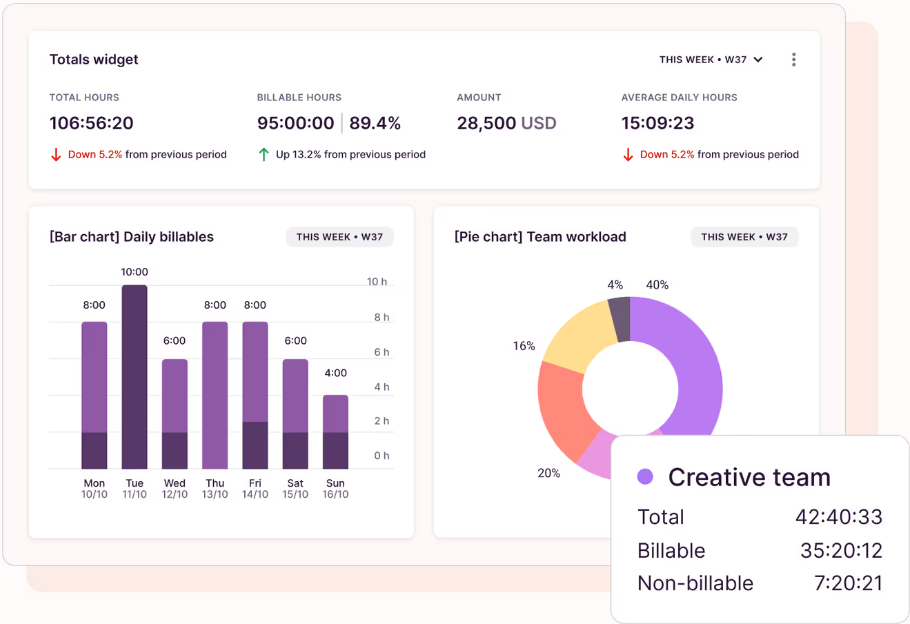 Totals widget
THIS WEEK • W37
TOTAL HOURS
BILLABLE HOURS
AMOUNT
AVERAGE DAILY HOURS
106:56:20
95:00:00 | 89.4%
28,500 USD
15:09:23
Down 5.2% from previous period
Up 13.2% from previous period
Down 5.2% from previous period
[Bar chart] Daily billables
THIS WEEK • W37
10:00
10 h
8:00
8:00
8:00
8 h
6:00
6:00
6 h
4:00
4 h
2 h
0 h
Mon Tue Wed Thu Fri Sat Sun
10/10 11/10 12/10 13/10 14/10 15/10 16/10
[Pie chart] Team workload
THIS WEEK • W37
4%
40%
16%
20%
Creative team
Total 42:40:33
Billable 35:20:12
Non-billable 7:20:21